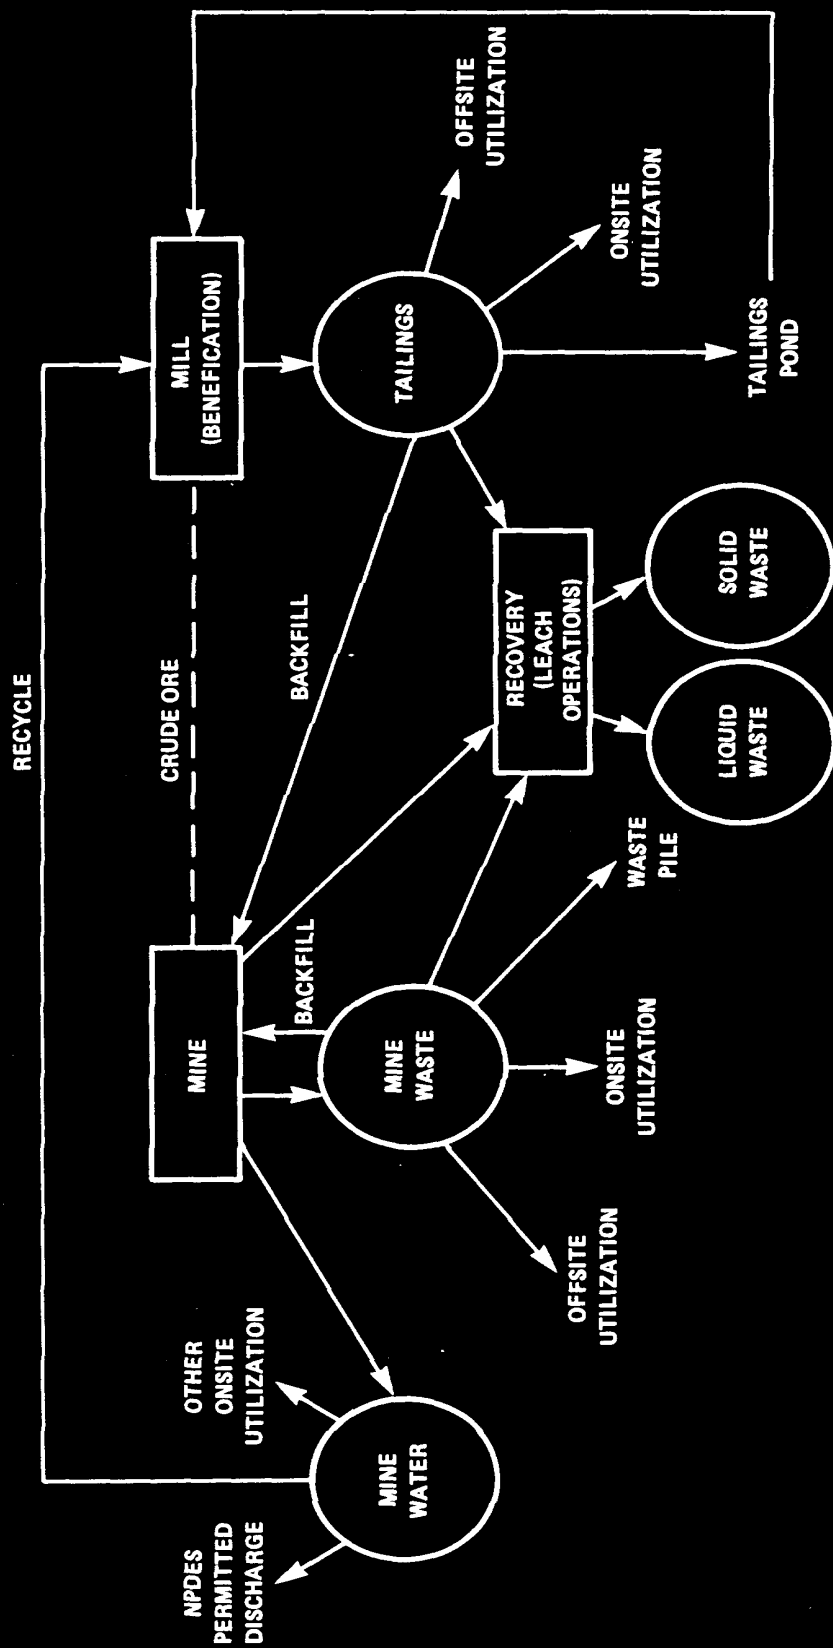 RECYCLE
CRUDE ORE
MINE
MILL
(BENEFICATION)
BACKFILL
BACKFILL
NPDES
PERMITTED
DISCHARGE
OTHER
ONSITE
UTILIZATION
MINE
WATER
MINE
WASTE
TAILINGS
OFFSITE
UTILIZATION
ONSITE
UTILIZATION
WASTE
PILE
RECOVERY
(LEACH
OPERATIONS)
OFFSITE
UTILIZATION
ONSITE
UTILIZATION
LIQUID
WASTE
SOLID
WASTE
TAILINGS
POND